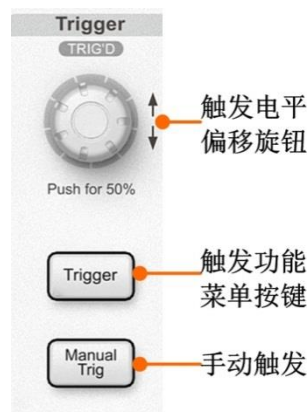 Trigger
TRIG'D
触发电平
偏移旋钮
Push for 50%
Trigger
触发功能
菜单按键
Manual
Trig
手动触发